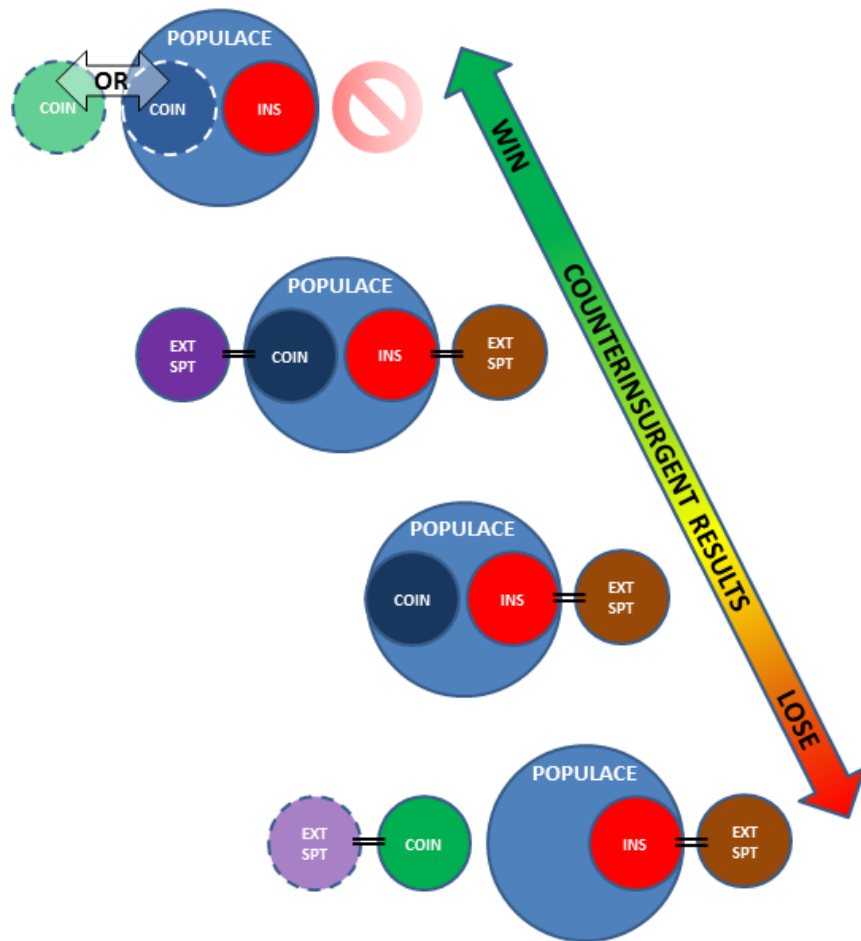 POPULACE
COIN
OR
COIN
INS
WIN
POPULACE
EXT
SPT
COIN
INS
EXT
SPT
COUNTERINSURGENT RESULTS
POPULACE
COIN
INS
EXT
SPT
LOSE
POPULACE
EXT
SPT
COIN
INS
EXT
SPT